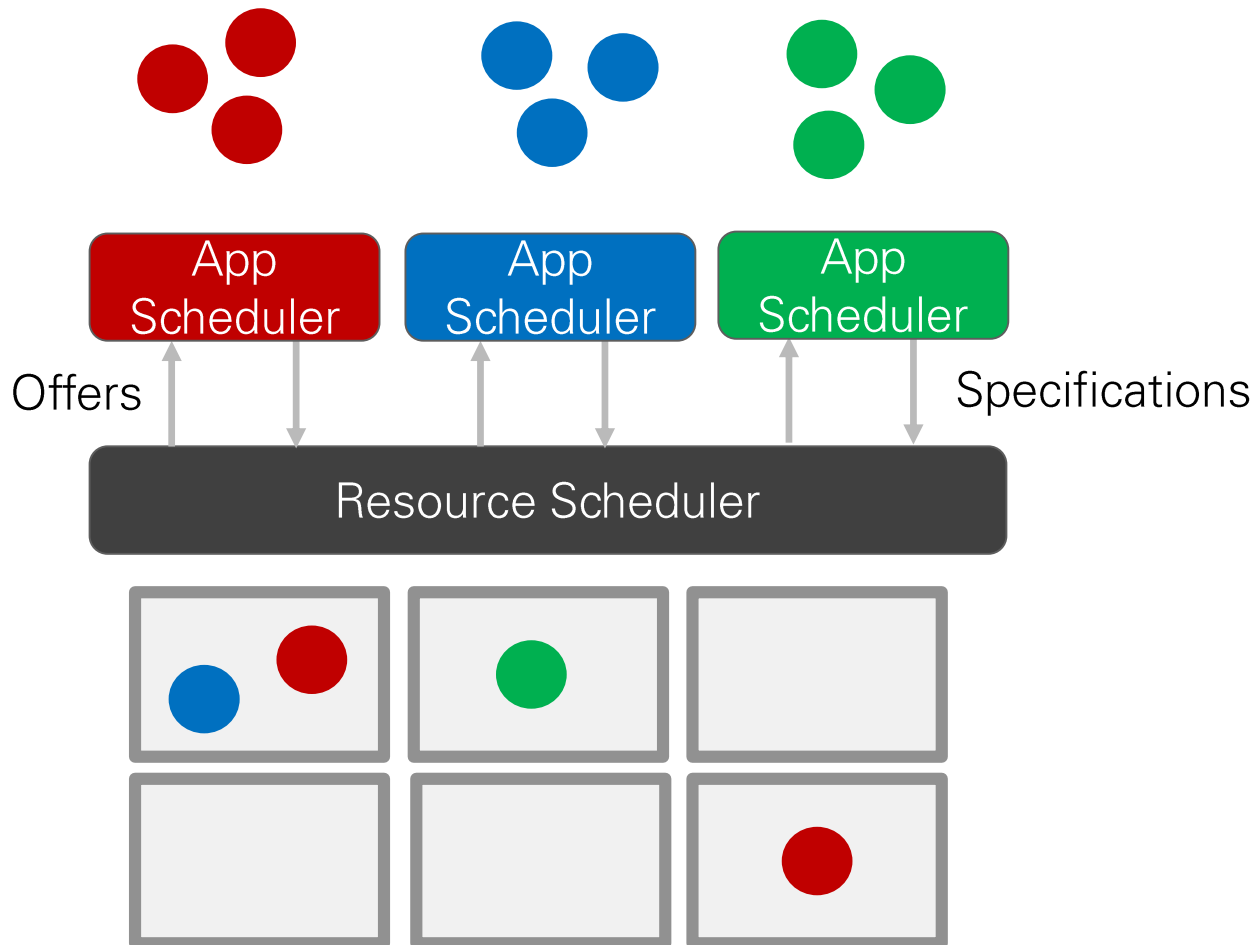 App
Scheduler
App
Scheduler
App
Scheduler
Offers
Specifications
Resource Scheduler